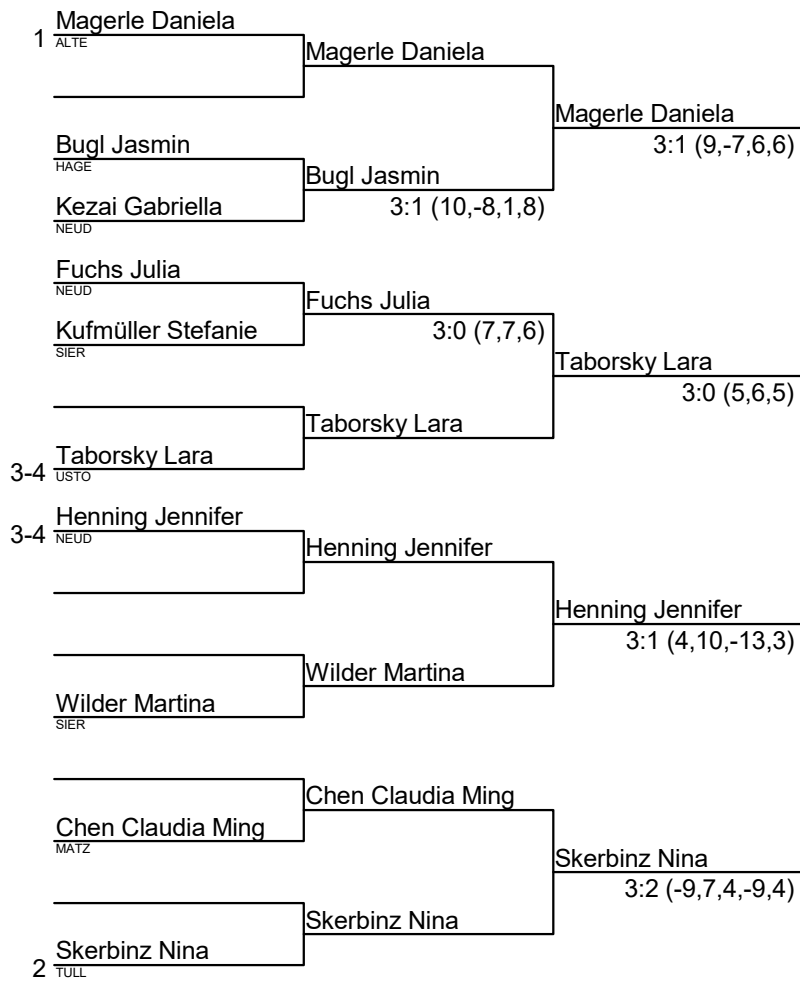 Magerle Daniela
1 ALTE
Magerle Daniela
Magerle Daniela
3:1 (9,-7,6,6)
Bugl Jasmin
HAGE
Bugl Jasmin
Kezai Gabriella
3:1 (10,-8,1,8)
NEUD
Fuchs Julia
NEUD
Fuchs Julia
Kufmüller Stefanie
3:0 (7,7,6)
SIER
Taborsky Lara
3:0 (5,6,5)
Taborsky Lara
Taborsky Lara
3-4 USTO
Henning Jennifer
3-4 NEUD
Henning Jennifer
Henning Jennifer
3:1 (4,10,-13,3)
Wilder Martina
Wilder Martina
SIER
Chen Claudia Ming
Chen Claudia Ming
MATZ
Skerbinz Nina
3:2 (-9,7,4,-9,4)
Skerbinz Nina
Skerbinz Nina
2 TULL